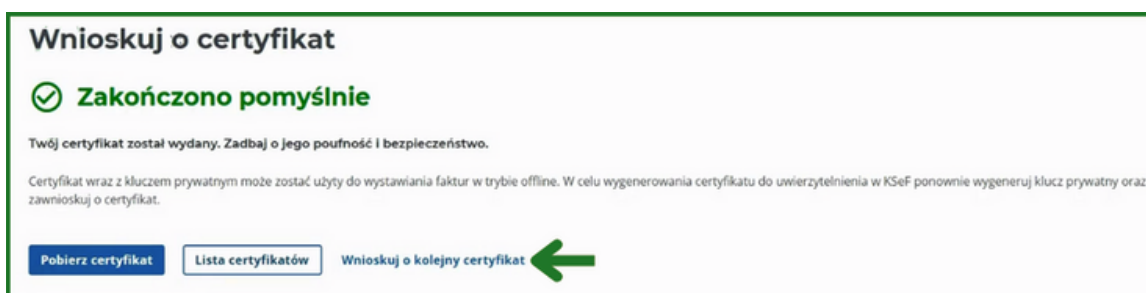 Wnioskuj o certyfikat
Zakończono pomyślnie
Twój certyfikat został wydany. Zadbaj o jego poufność i bezpieczeństwo.
Certyfikat wraz z kluczem prywatnym może zostać użyty do wystawiania faktur w trybie offline. W celu wygenerowania certyfikatu do uwierzytelnienia w KSeF ponownie wygeneruj klucz prywatny oraz
zawnioskuj o certyfikat.
Pobierz certyfikat Lista certyfikatów Wnioskuj o kolejny certyfikat